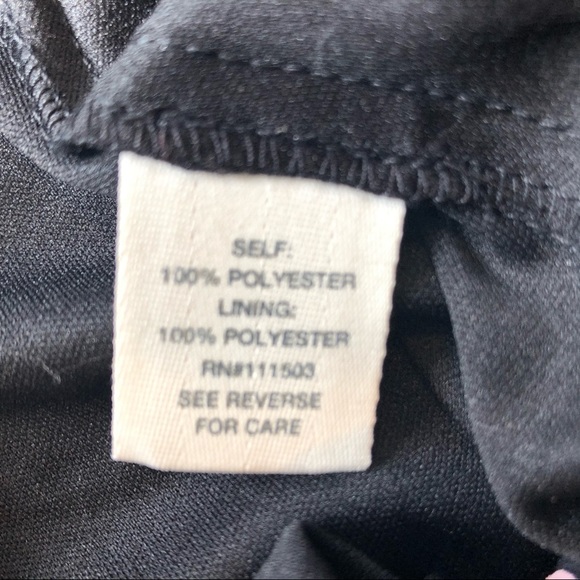 SELF:
100% POLYESTER
LINING:
100% POLYESTER
RN#111503
SEE REVERSE
FOR CARE